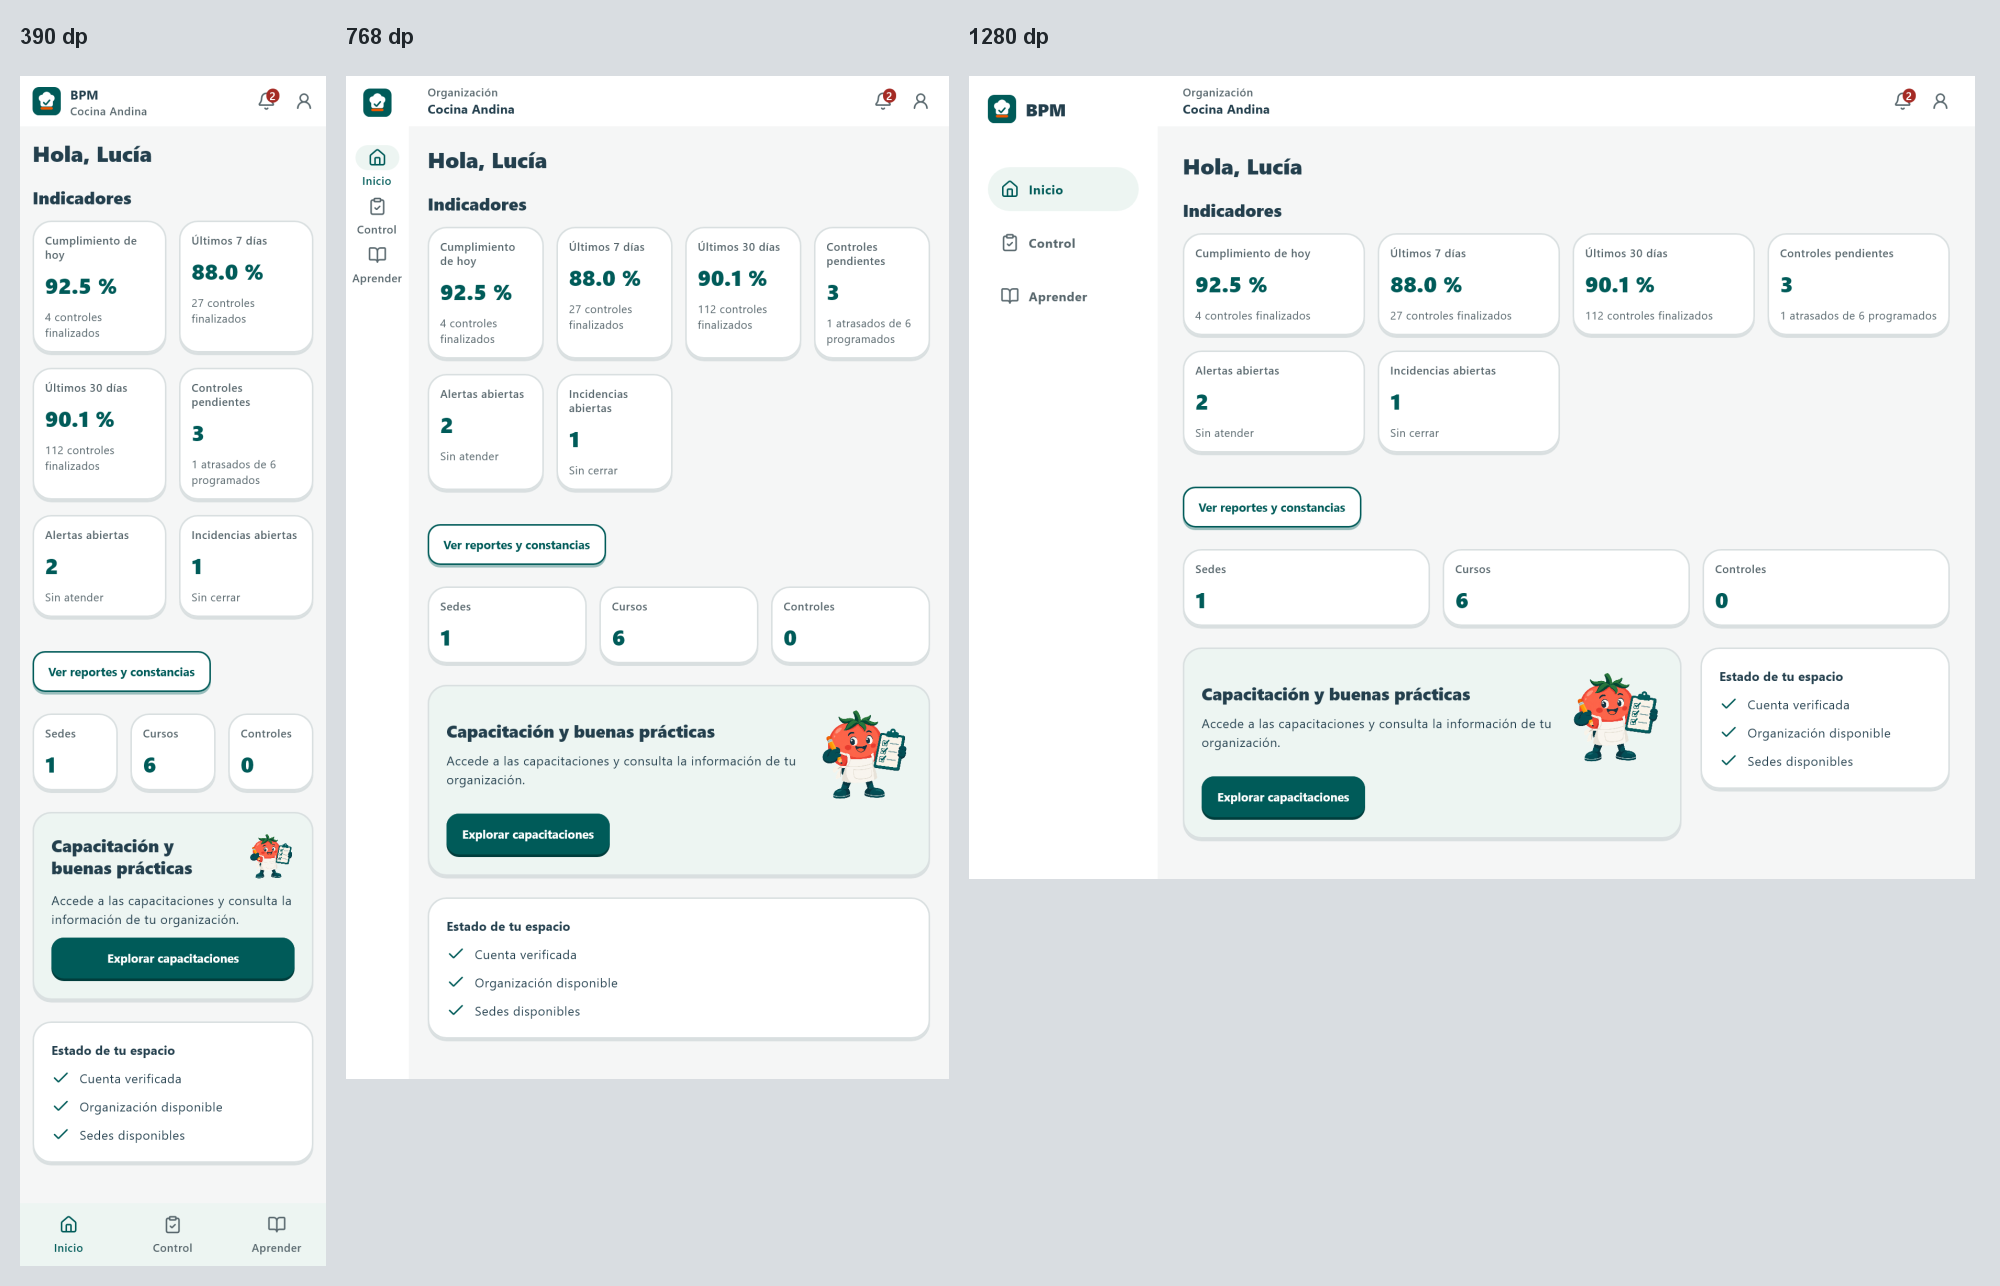 390 dp
BPM
Cocina Andina
2
Hola, Lucía
Indicadores
Cumplimiento de
hoy
92.5 %
4 controles
finalizados
Últimos 7 días
88.0 %
27 controles
finalizados
Últimos 30 días
90.1 %
112 controles
finalizados
Controles
pendientes
3
1 atrasados de 6
programados
Alertas abiertas
2
Sin atender
Incidencias abiertas
1
Sin cerrar
Ver reportes y constancias
Sedes
1
Cursos
6
Controles
0
Capacitación y
buenas prácticas
Accede a las capacitaciones y consulta la
información de tu organización.
Explorar capacitaciones
Estado de tu espacio
Cuenta verificada
Organización disponible
Sedes disponibles
Inicio
Control
Aprender
768 dp
Organización
Cocina Andina
2
Inicio
Control
Aprender
Hola, Lucía
Indicadores
Cumplimiento
de hoy
92.5 %
4 controles
finalizados
Últimos 7 días
88.0 %
27 controles
finalizados
Últimos 30 días
90.1 %
112 controles
finalizados
Controles
pendientes
3
1 atrasados de 6
programados
Alertas abiertas
2
Sin atender
Incidencias
abiertas
1
Sin cerrar
Ver reportes y constancias
Sedes
1
Cursos
6
Controles
0
Capacitación y buenas prácticas
Accede a las capacitaciones y consulta la información de tu
organización.
Explorar capacitaciones
Estado de tu espacio
Cuenta verificada
Organización disponible
Sedes disponibles
1280 dp
BPM
Organización
Cocina Andina
2
Inicio
Control
Aprender
Hola, Lucía
Indicadores
Cumplimiento de hoy
92.5 %
4 controles finalizados
Últimos 7 días
88.0 %
27 controles finalizados
Últimos 30 días
90.1 %
112 controles finalizados
Controles pendientes
3
1 atrasados de 6 programados
Alertas abiertas
2
Sin atender
Incidencias abiertas
1
Sin cerrar
Ver reportes y constancias
Sedes
1
Cursos
6
Controles
0
Capacitación y buenas prácticas
Accede a las capacitaciones y consulta la información de tu
organización.
Explorar capacitaciones
Estado de tu espacio
Cuenta verificada
Organización disponible
Sedes disponibles